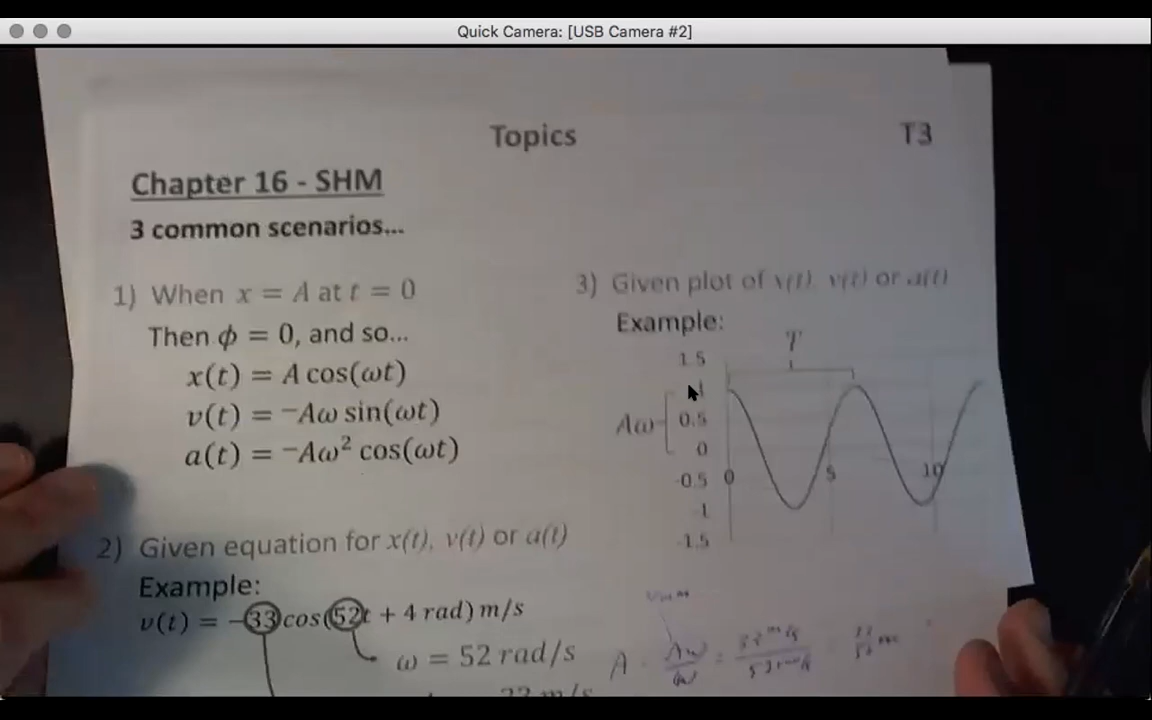 Quick Camera: [USB Camera #2]
Topics
T3
Chapter 16 - SHM
3 common scenarios...
1) When x = A at t = 0
Then ϕ = 0, and so...
x(t) = A cos(ωt)
v(t) = ⁻Aω sin(ωt)
a(t) = ⁻Aω² cos(ωt)
2) Given equation for x(t), v(t) or a(t)
Example:
v(t) = −33cos(52t + 4 rad) m/s
ω = 52 rad/s
3) Given plot of x(t), v(t) or a(t)
Example:
T
1.5
1
0.5
0
-0.5
-1
-1.5
Aω
0
5
10
A = Aω/ω =